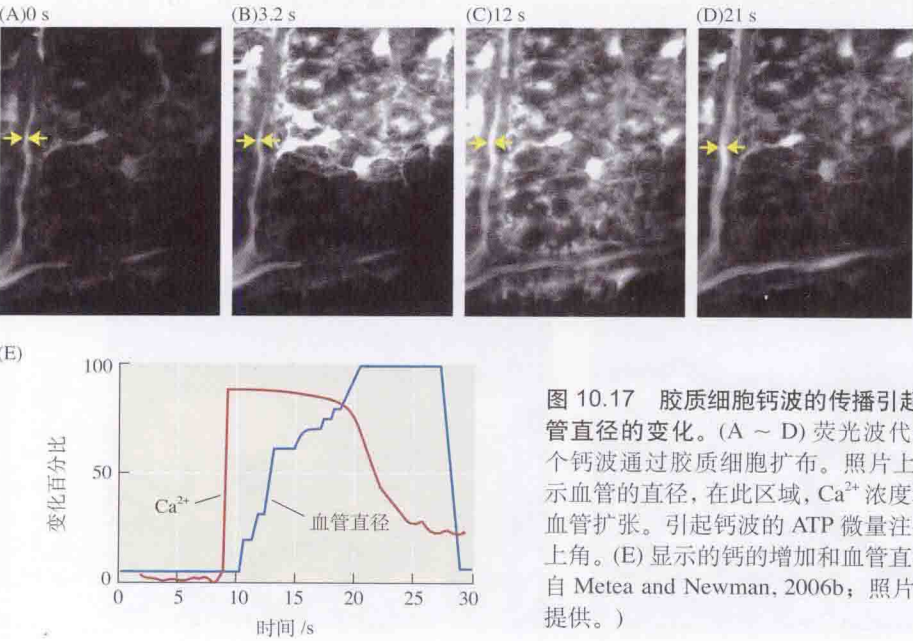 (A)0 s
(B)3.2 s
(C)12 s
(D)21 s
(E)
变化百分比
100
50
0
Ca²⁺
血管直径
0 5 10 15 20 25 30
时间 /s
图 10.17 胶质细胞钙波的传播引起
管直径的变化。(A ~ D) 荧光波代
个钙波通过胶质细胞扩布。照片上
示血管的直径，在此区域，Ca²⁺ 浓度
血管扩张。引起钙波的 ATP 微量注
上角。(E) 显示的钙的增加和血管直
自 Metea and Newman, 2006b；照片
提供。)